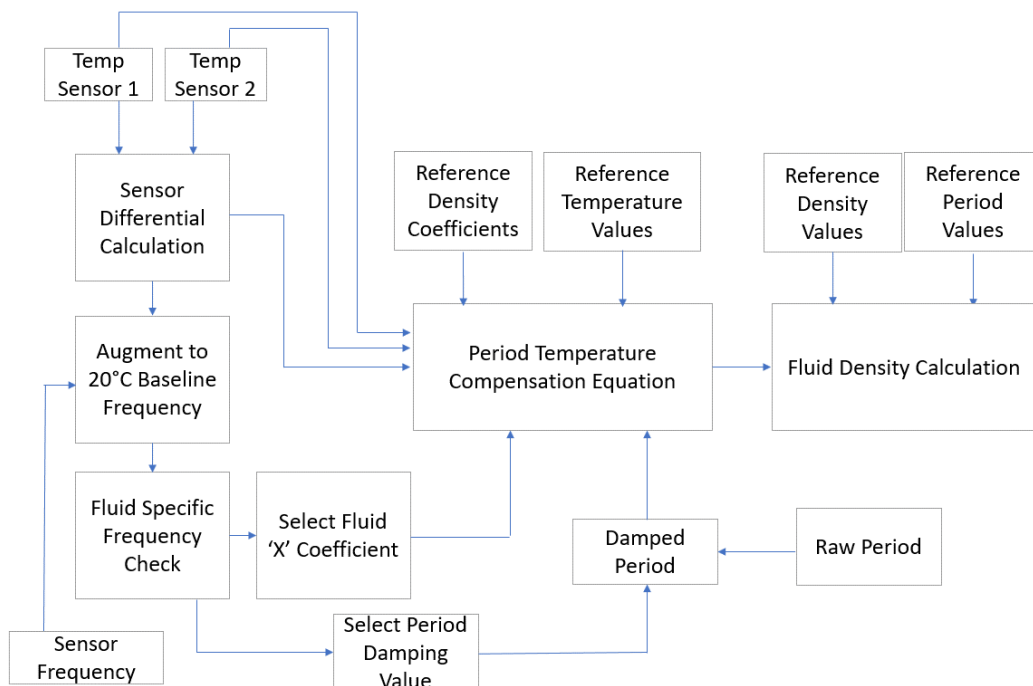 Temp
Sensor 1
Temp
Sensor 2
Sensor
Differential
Calculation
Reference
Density
Coefficients
Reference
Temperature
Values
Reference
Density
Values
Reference
Period
Values
Augment to
20°C Baseline
Frequency
Period Temperature
Compensation Equation
Fluid Density Calculation
Fluid Specific
Frequency
Check
Select Fluid
‘X’ Coefficient
Damped
Period
Raw Period
Sensor
Frequency
Select Period
Damping
Value